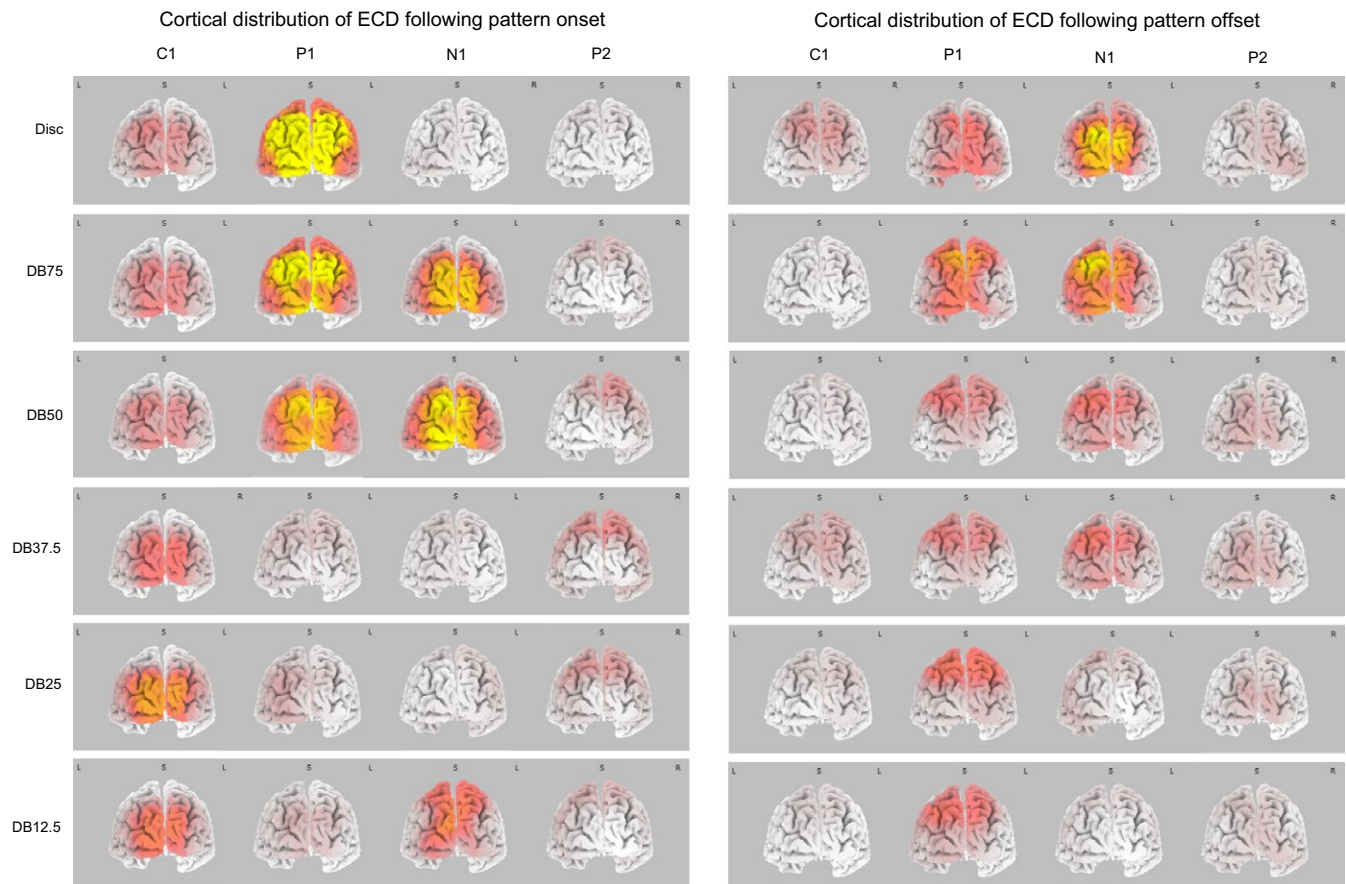 Cortical distribution of ECD following pattern onset
Cortical distribution of ECD following pattern offset
C1 P1 N1 P2
C1 P1 N1 P2
L S L S L S R S R
L S R S L S L S R
Disc
L S L S L S L S R
L S L S L S L S R
DB75
L S S L S R
L S L S L S L S R
DB50
L S R S L S L S R
L S L S L S L S R
DB37.5
L S L S L S L S R
L S L S L S L S R
DB25
L S L S L S L S R
L S L S L S L S R
DB12.5